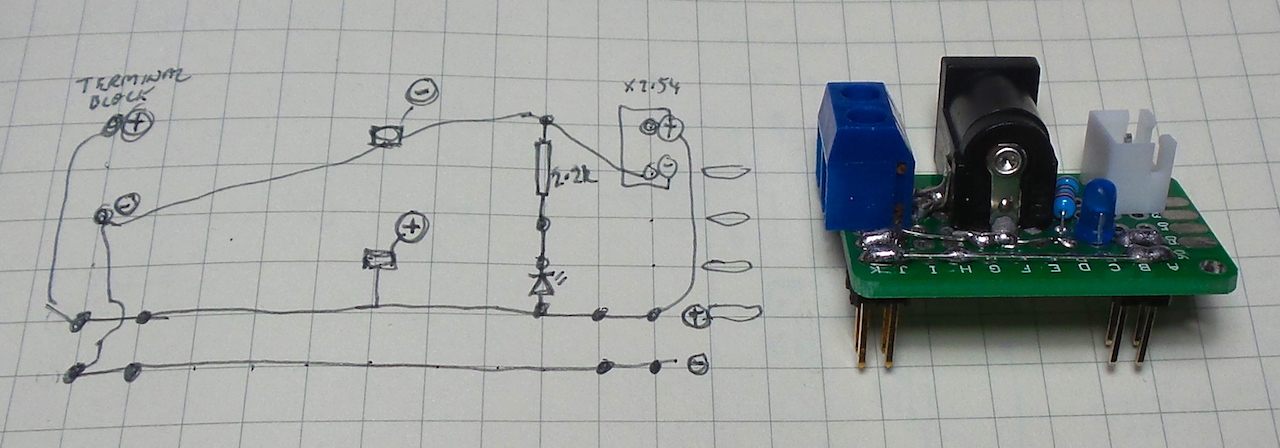 TERMINAL
BLOCK
+
-
-
+
X2.54
+
-
2.2k
+
-
K J I H G F E D C B A